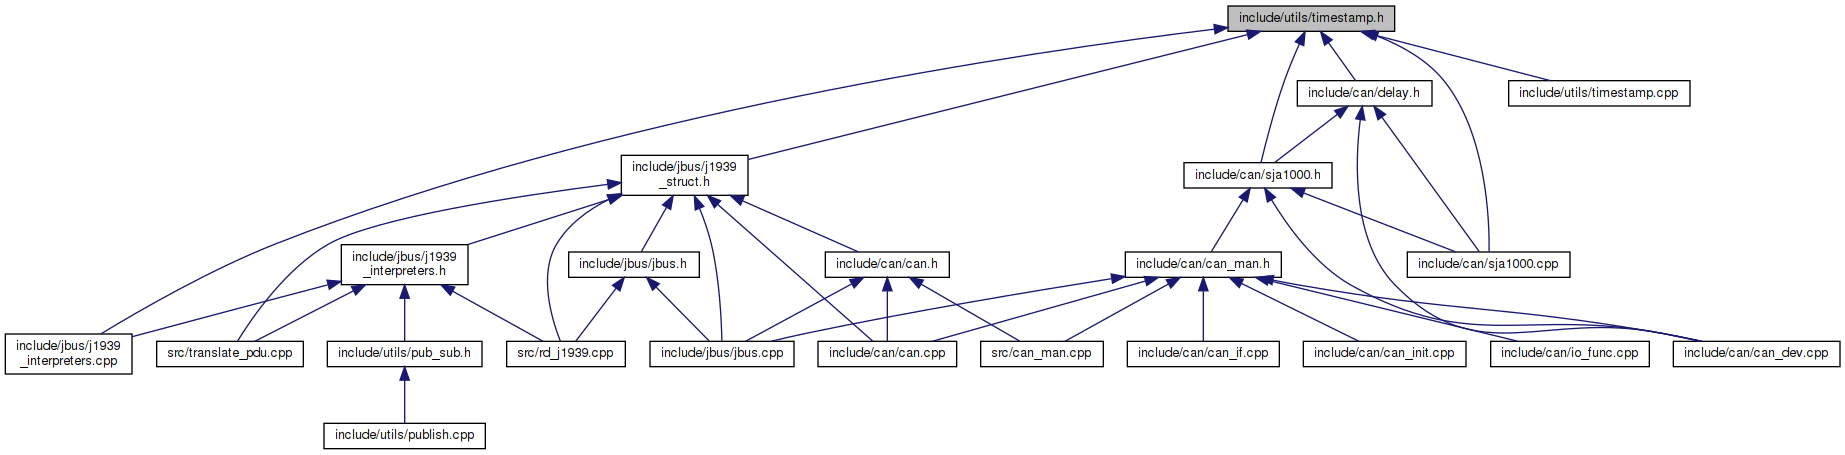 include/utils/timestamp.h
include/can/delay.h
include/utils/timestamp.cpp
include/jbus/j1939
_struct.h
include/can/sja1000.h
include/jbus/j1939
_interpreters.h
include/jbus/jbus.h
include/can/can.h
include/can/can_man.h
include/can/sja1000.cpp
include/jbus/j1939
_interpreters.cpp
src/translate_pdu.cpp
include/utils/pub_sub.h
src/rd_j1939.cpp
include/jbus/jbus.cpp
include/can/can.cpp
src/can_man.cpp
include/can/can_if.cpp
include/can/can_init.cpp
include/can/io_func.cpp
include/can/can_dev.cpp
include/utils/publish.cpp